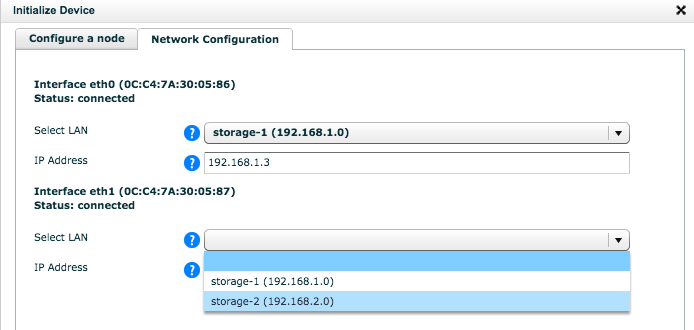 Initialize Device
Configure a node
Network Configuration
Interface eth0 (0C:C4:7A:30:05:86)
Status: connected
Select LAN ? storage-1 (192.168.1.0)
IP Address ? 192.168.1.3
Interface eth1 (0C:C4:7A:30:05:87)
Status: connected
Select LAN ?
IP Address ?
storage-1 (192.168.1.0)
storage-2 (192.168.2.0)